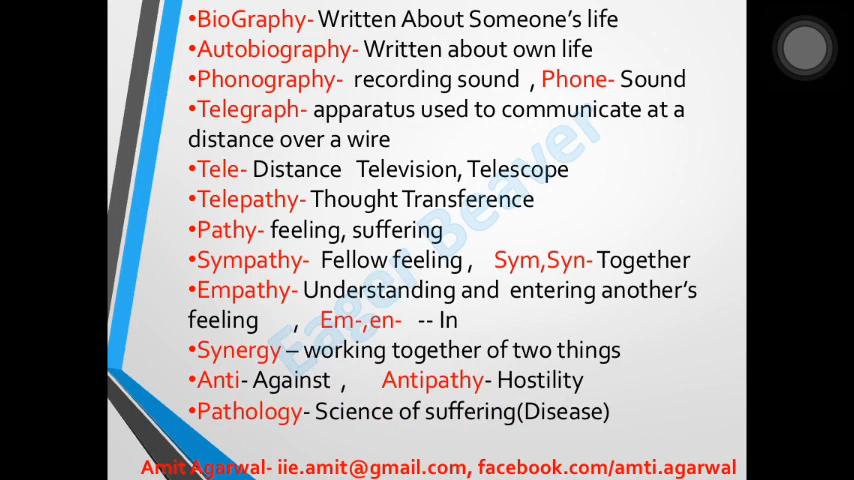 •BioGraphy- Written About Someone's life
•Autobiography- Written about own life
•Phonography- recording sound , Phone- Sound
•Telegraph- apparatus used to communicate at a
distance over a wire
•Tele- Distance Television, Telescope
•Telepathy- Thought Transference
•Pathy- feeling, suffering
•Sympathy- Fellow feeling , Sym,Syn- Together
•Empathy- Understanding and entering another's
feeling , Em-,en- -- In
•Synergy – working together of two things
•Anti- Against , Antipathy- Hostility
•Pathology- Science of suffering(Disease)
Eager Beaver
Amit Agarwal- iie.amit@gmail.com, facebook.com/amti.agarwal